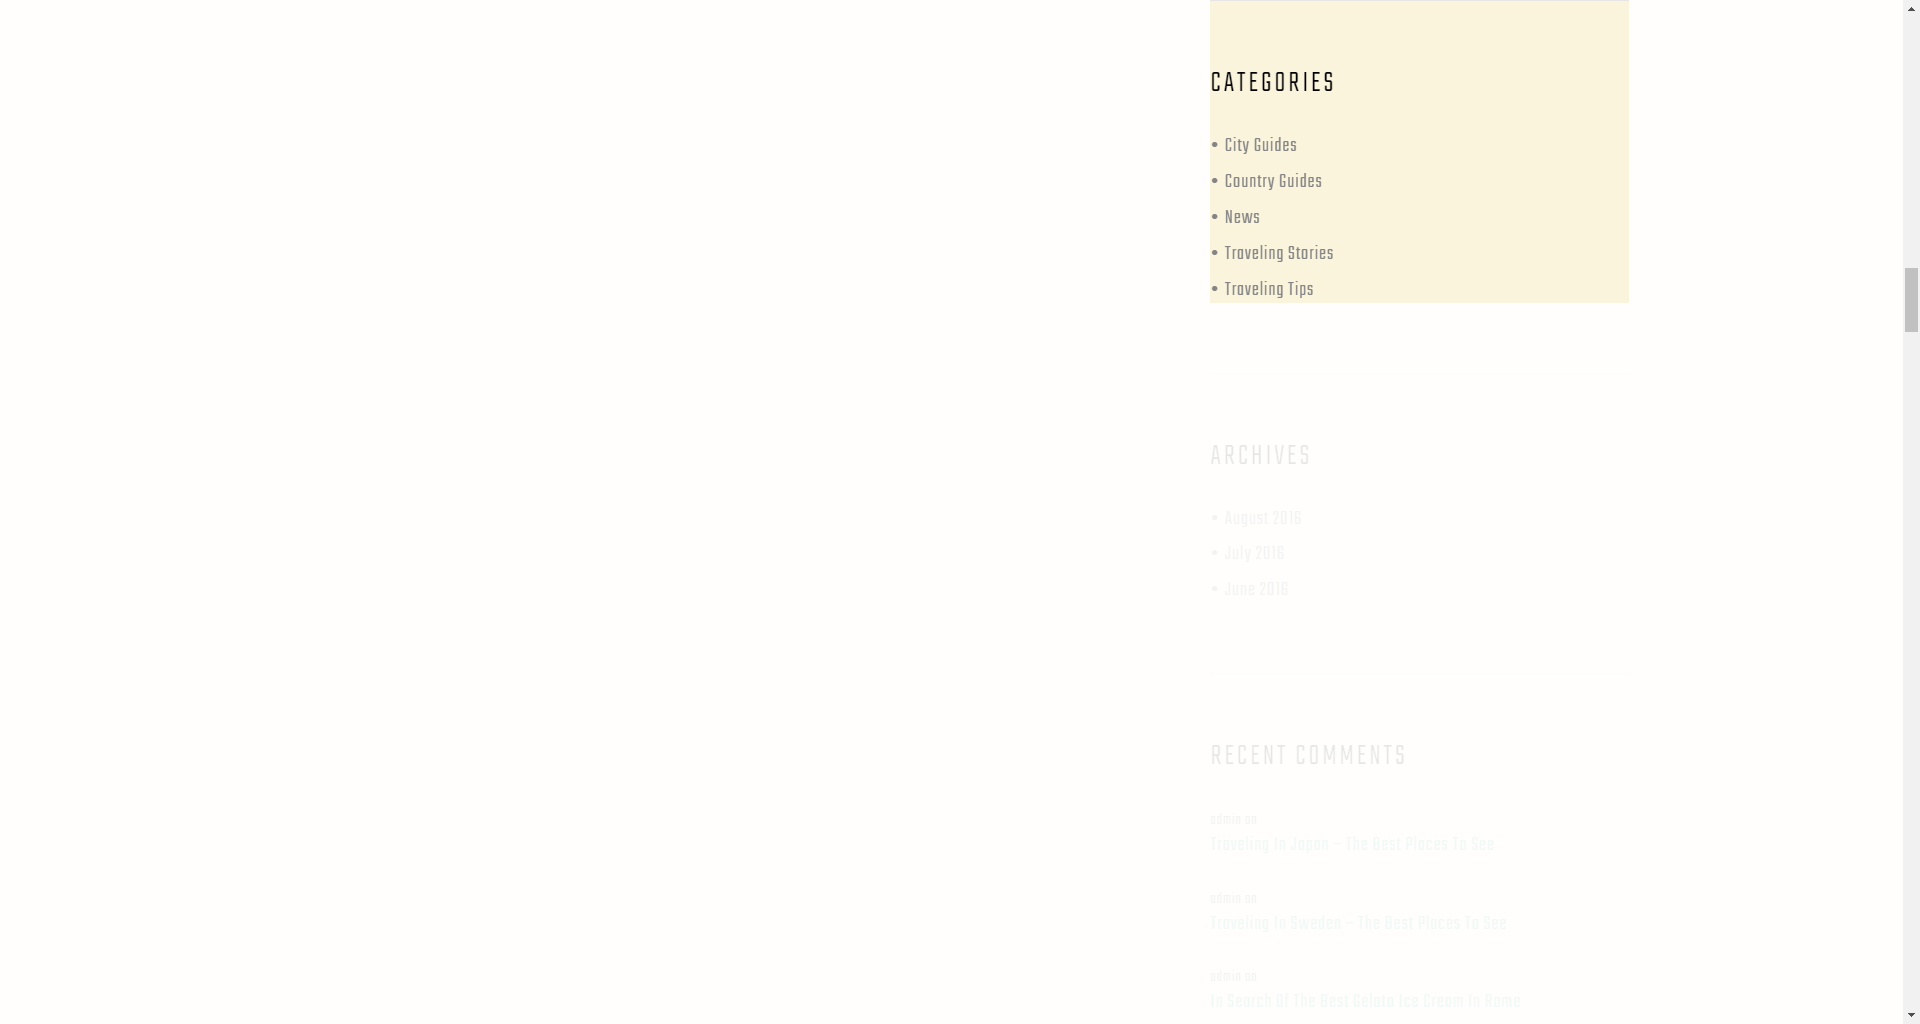 CATEGORIES
• City Guides
• Country Guides
• News
• Traveling Stories
• Traveling Tips
ARCHIVES
• August 2016
• July 2016
• June 2016
RECENT COMMENTS
admin on
Traveling In Japan – The Best Places To See
admin on
Traveling In Sweden – The Best Places To See
admin on
In Search Of The Best Gelato Ice Cream In Rome